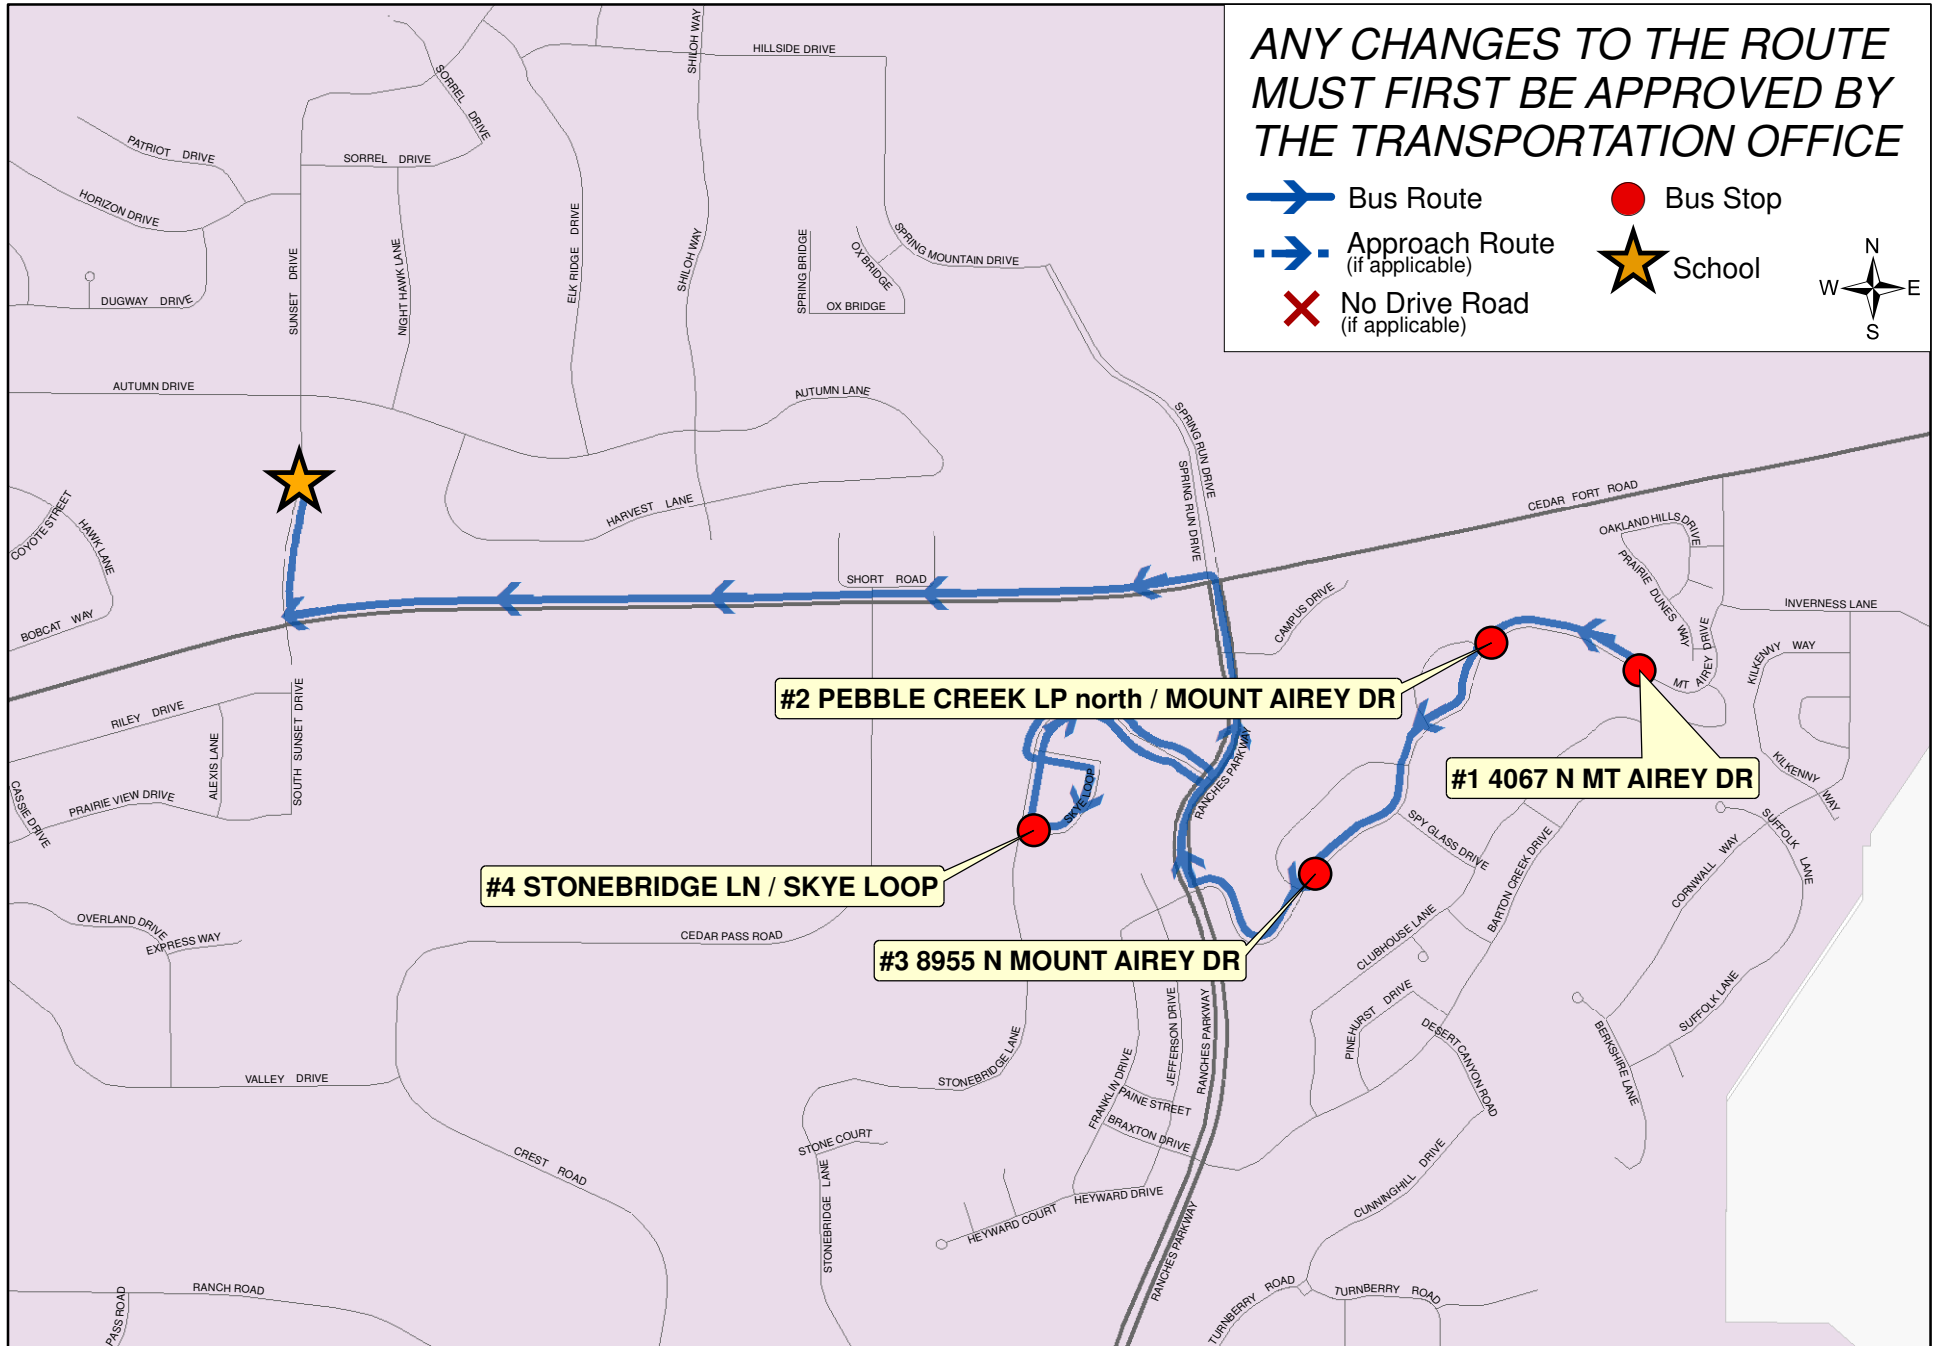 ANY CHANGES TO THE ROUTE
MUST FIRST BE APPROVED BY
THE TRANSPORTATION OFFICE
Bus Route
Bus Stop
Approach Route
(if applicable)
School
No Drive Road
(if applicable)
N
W
E
S
HILLSIDE DRIVE
SHILOH WAY
SORREL DRIVE
PATRIOT DRIVE
SORREL DRIVE
HORIZON DRIVE
DUGWAY DRIVE
SUNSET DRIVE
NIGHT HAWK LANE
ELK RIDGE DRIVE
SHILOH WAY
SPRING BRIDGE
OX BRIDGE
OX BRIDGE
SPRING MOUNTAIN DRIVE
AUTUMN DRIVE
AUTUMN LANE
SPRING RUN DRIVE
SPRING RUN DRIVE
HARVEST LANE
CEDAR FORT ROAD
COYOTE STREET
HAWK LANE
OAKLAND HILLS DRIVE
PRAIRIE DUNES WAY
SHORT ROAD
CAMPUS DRIVE
INVERNESS LANE
BOBCAT WAY
KILKENNY WAY
MT AIREY DRIVE
#2 PEBBLE CREEK LP north / MOUNT AIREY DR
RILEY DRIVE
SOUTH SUNSET DRIVE
ALEXIS LANE
RANCHES PARKWAY
#1 4067 N MT AIREY DR
KILKENNY WAY
CASSIE DRIVE
PRAIRIE VIEW DRIVE
SKYE LOOP
SPY GLASS DRIVE
SUFFOLK LANE
BARTON CREEK DRIVE
CORNWALL WAY
#4 STONEBRIDGE LN / SKYE LOOP
OVERLAND DRIVE
EXPRESS WAY
CEDAR PASS ROAD
CLUBHOUSE LANE
#3 8955 N MOUNT AIREY DR
PINEHURST DRIVE
SUFFOLK LANE
DESERT CANYON ROAD
BERKSHIRE LANE
JEFFERSON DRIVE
RANCHES PARKWAY
STONEBRIDGE LANE
FRANKLIN DRIVE
VALLEY DRIVE
PAINE STREET
BRAXTON DRIVE
STONE COURT
CREST ROAD
STONEBRIDGE LANE
CUNNINGHILL DRIVE
HEYWARD DRIVE
HEYWARD COURT
RANCHES PARKWAY
RANCH ROAD
PASS ROAD
TURNBERRY ROAD
TURNBERRY ROAD